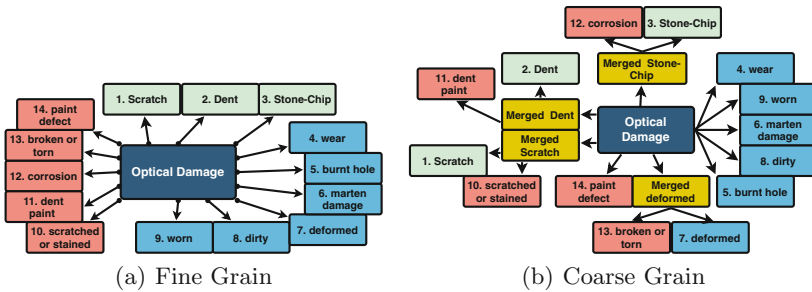 1. Scratch
2. Dent
3. Stone-Chip
14. paint
defect
13. broken or
torn
12. corrosion
11. dent
paint
10. scratched
or stained
Optical Damage
4. wear
5. burnt hole
6. marten
damage
7. deformed
9. worn
8. dirty
(a) Fine Grain
12. corrosion
3. Stone-Chip
Merged Stone-
Chip
2. Dent
11. dent
paint
Merged Dent
Merged
Scratch
Optical
Damage
4. wear
9. worn
6. marten
damage
8. dirty
5. burnt hole
1. Scratch
10. scratched
or stained
14. paint
defect
Merged
deformed
13. broken or
torn
7. deformed
(b) Coarse Grain